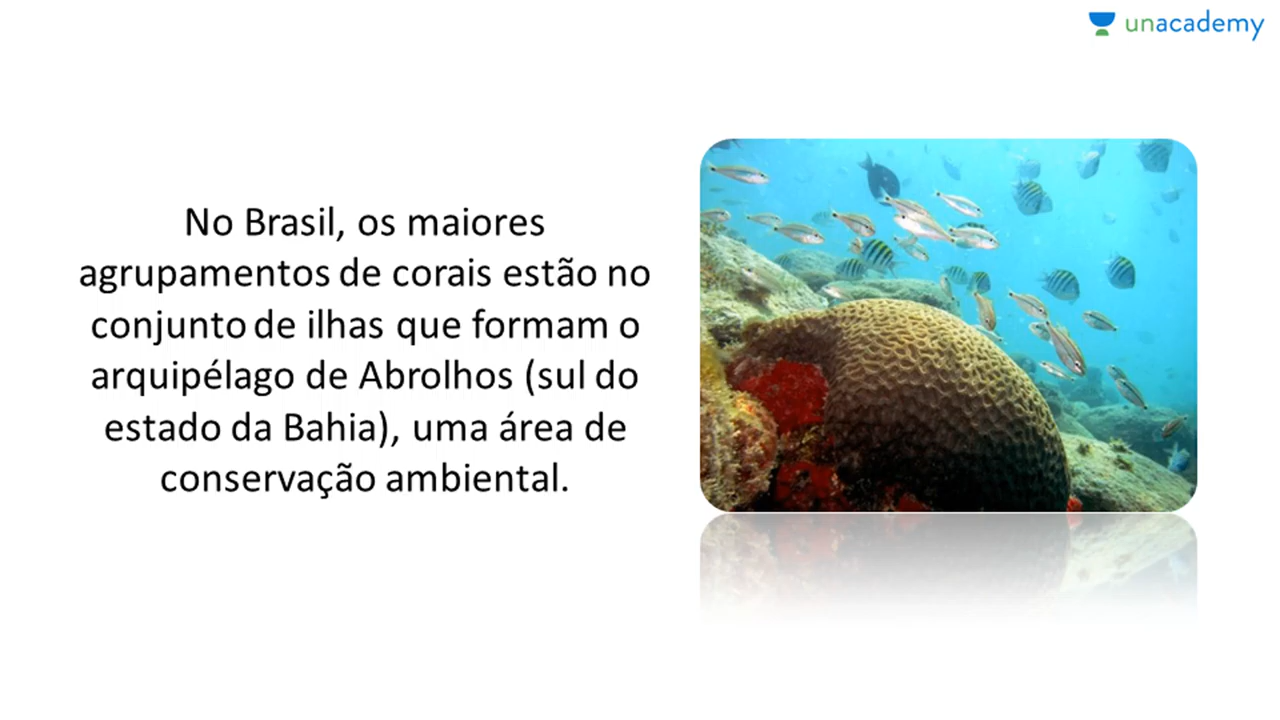 unacademy
No Brasil, os maiores
agrupamentos de corais estão no
conjunto de ilhas que formam o
arquipélago de Abrolhos (sul do
estado da Bahia), uma área de
conservação ambiental.